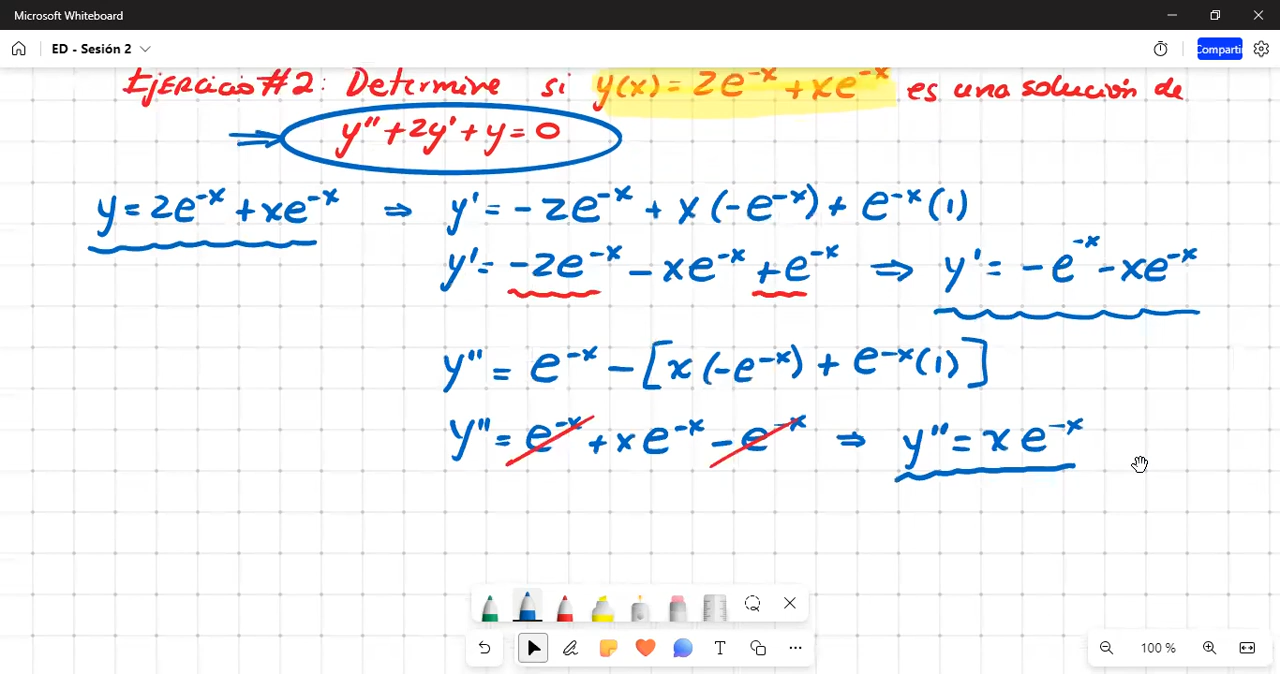 Microsoft Whiteboard
ED - Sesión 2
Comparti
Ejercicio #2: Determine si y(x) = 2e^{-x} + xe^{-x} es una solución de
⇒ y'' + 2y' + y = 0
y = 2e^{-x} + xe^{-x} ⇒ y' = -2e^{-x} + x(-e^{-x}) + e^{-x}(1)
y' = -2e^{-x} - xe^{-x} + e^{-x} ⇒ y' = -e^{-x} - xe^{-x}
y'' = e^{-x} - [x(-e^{-x}) + e^{-x}(1)]
y'' = e^{-x} + xe^{-x} - e^{-x} ⇒ y'' = xe^{-x}
T
100 %